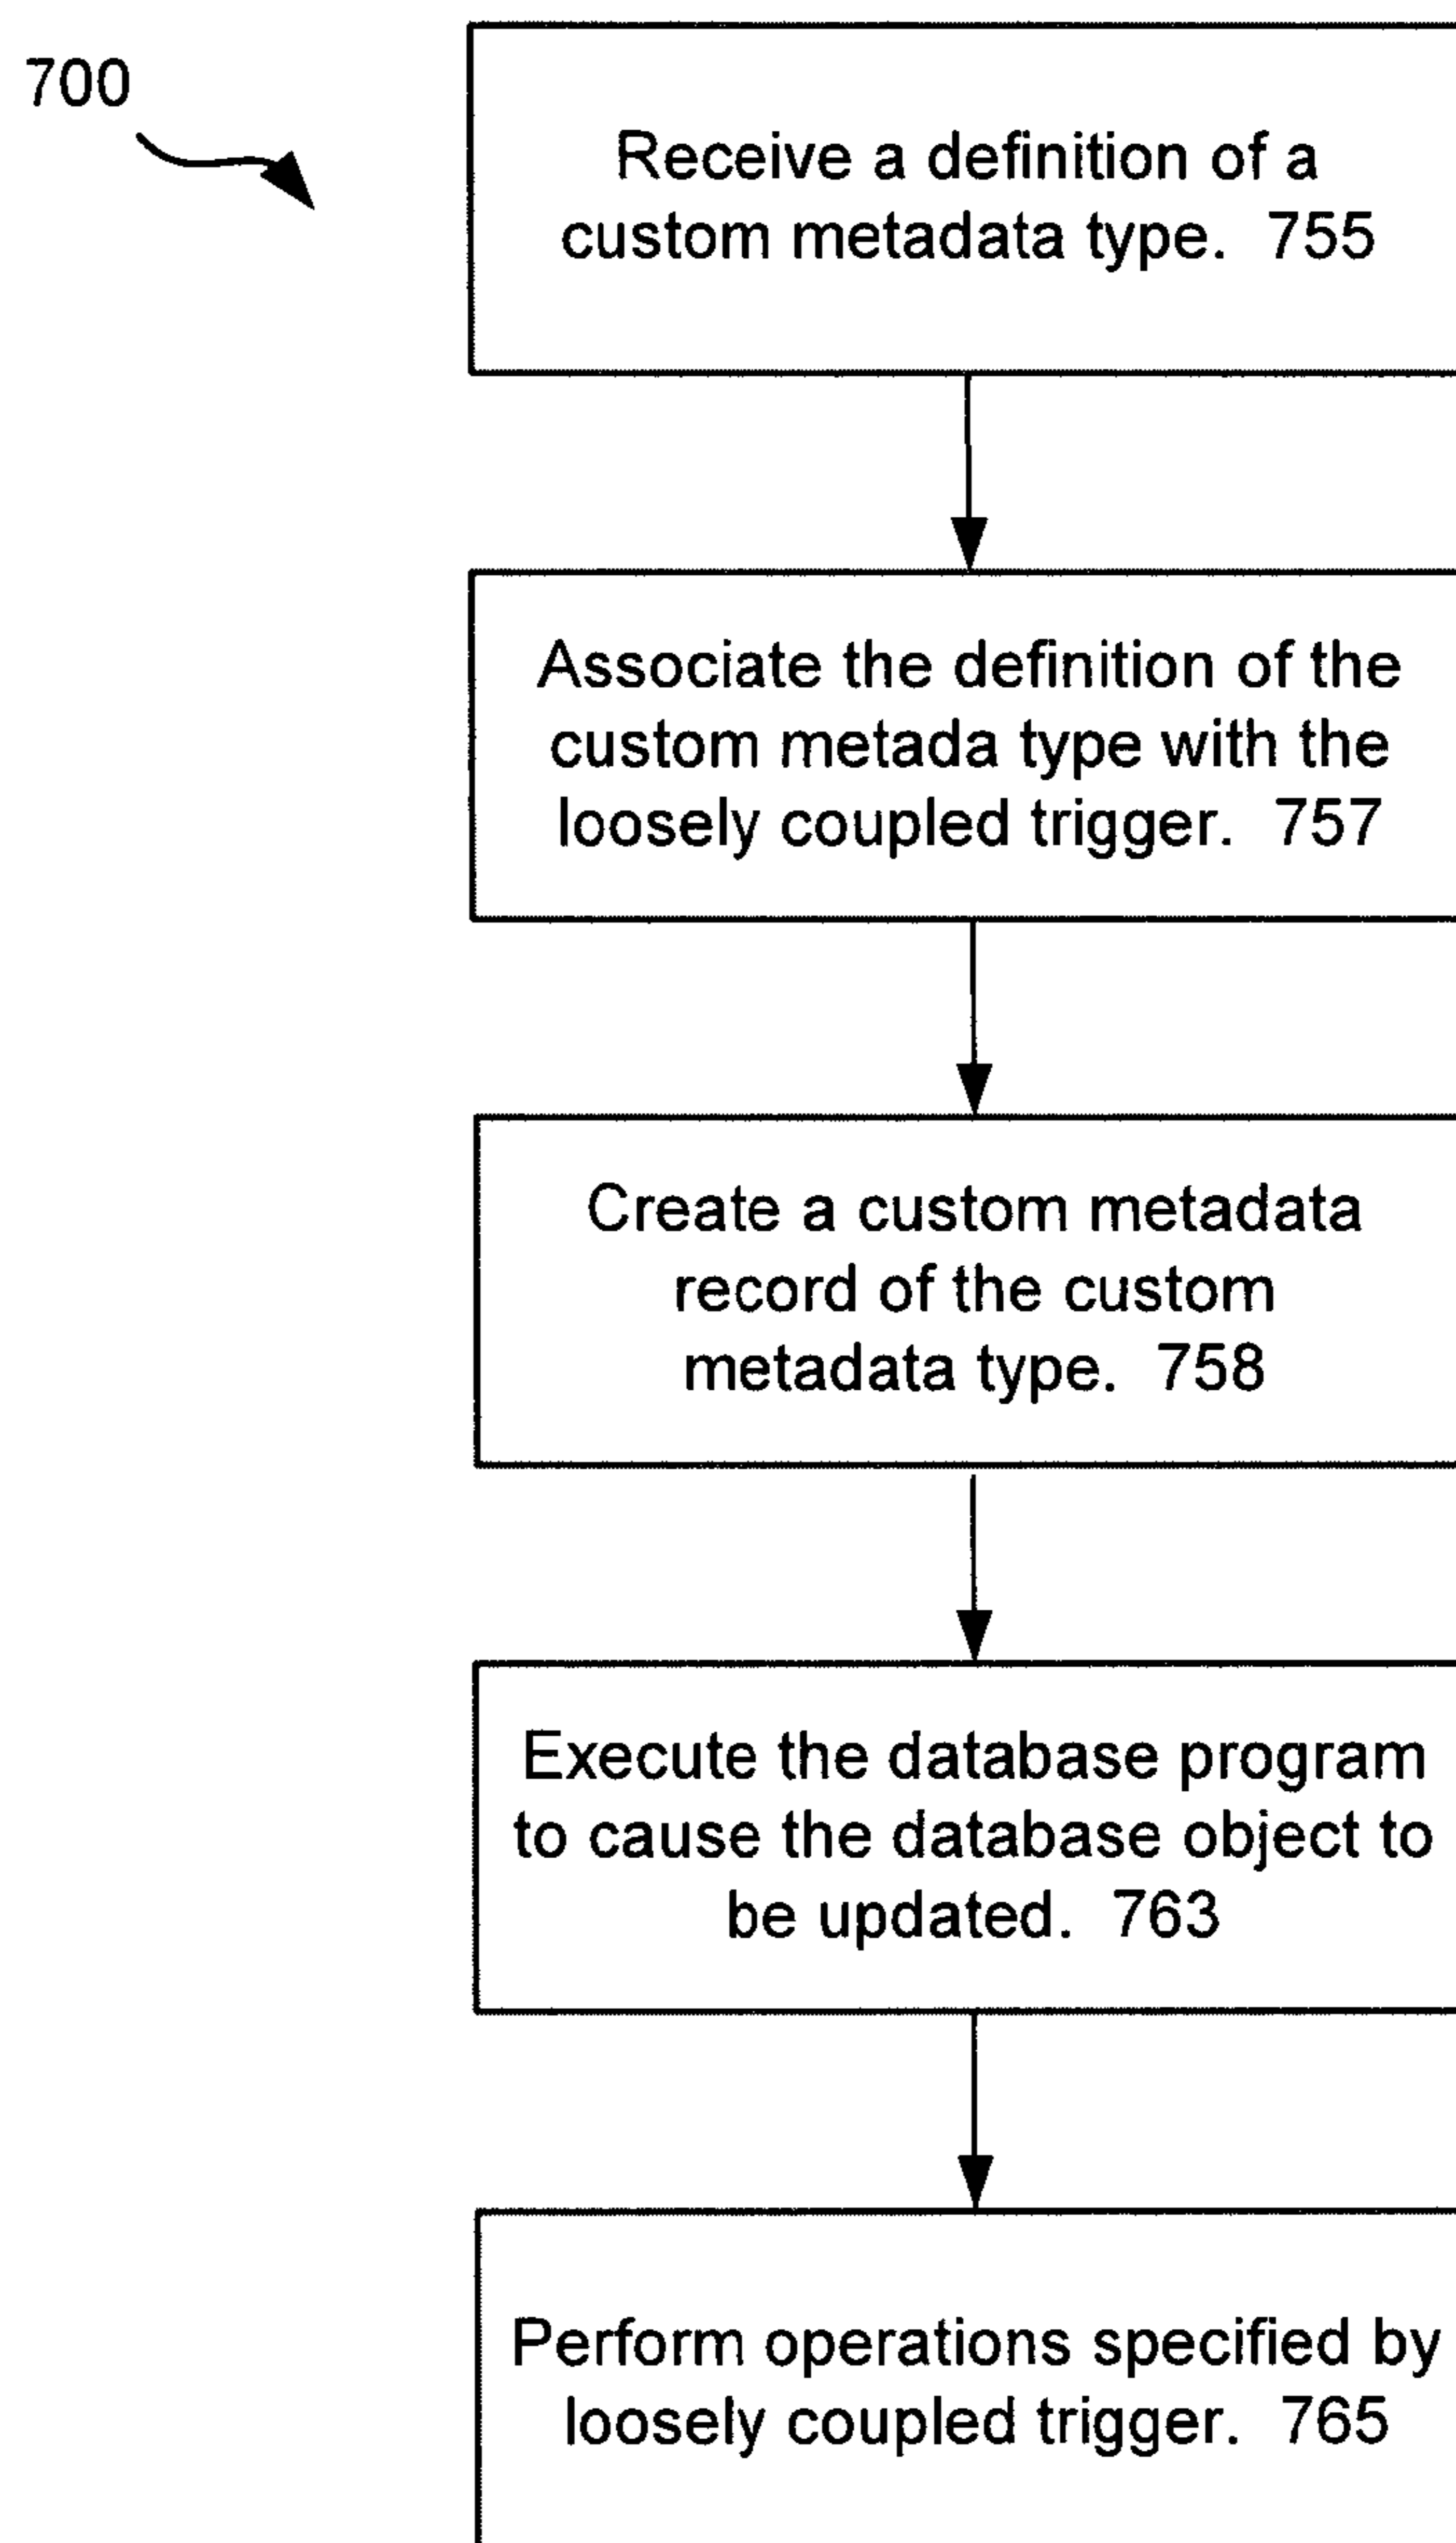 700
Receive a definition of a
custom metadata type.  755
Associate the definition of the
custom metada type with the
loosely coupled trigger.  757
Create a custom metadata
record of the custom
metadata type.  758
Execute the database program
to cause the database object to
be updated.  763
Perform operations specified by
loosely coupled trigger.  765